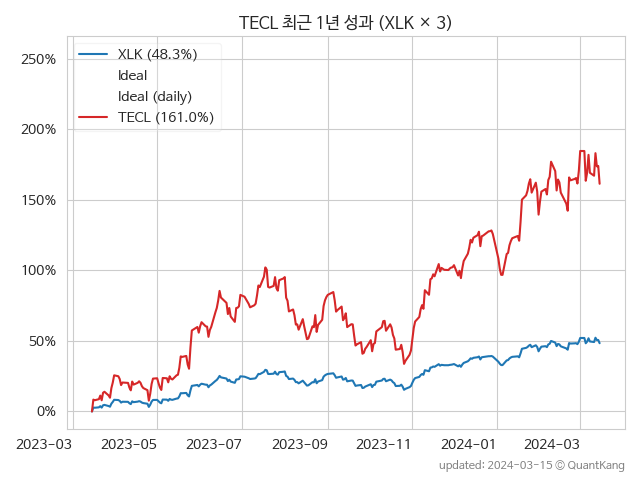 TECL 최근 1년 성과 (XLK × 3)
250%
200%
150%
100%
50%
0%
XLK (48.3%)
Ideal
Ideal (daily)
TECL (161.0%)
2023−03
2023−05
2023−07
2023−09
2023−11
2024−01
2024−03
updated: 2024−03−15 ⓒ QuantKang